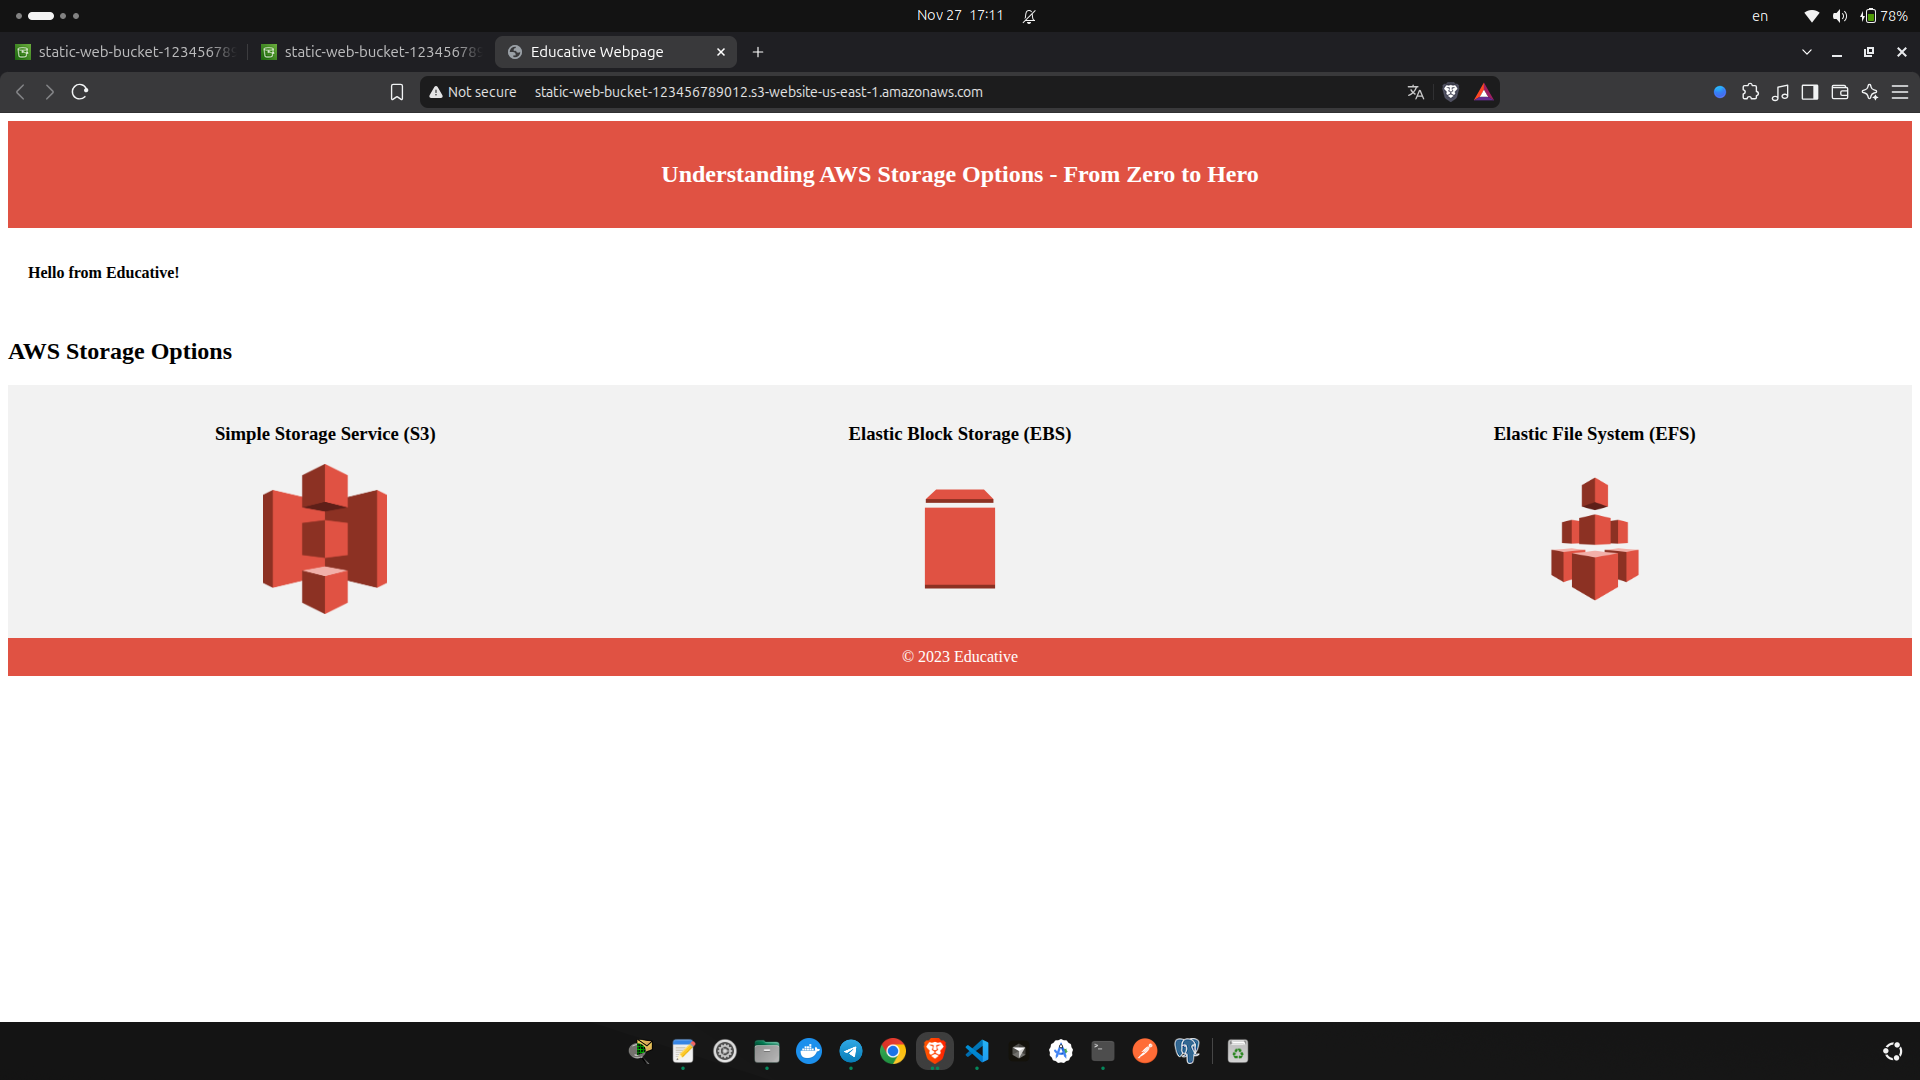 Nov 27 17:11
en
78%
static-web-bucket-123456789
static-web-bucket-123456789
Educative Webpage
Not secure
static-web-bucket-123456789012.s3-website-us-east-1.amazonaws.com
Understanding AWS Storage Options - From Zero to Hero
Hello from Educative!
AWS Storage Options
Simple Storage Service (S3)
Elastic Block Storage (EBS)
Elastic File System (EFS)
© 2023 Educative